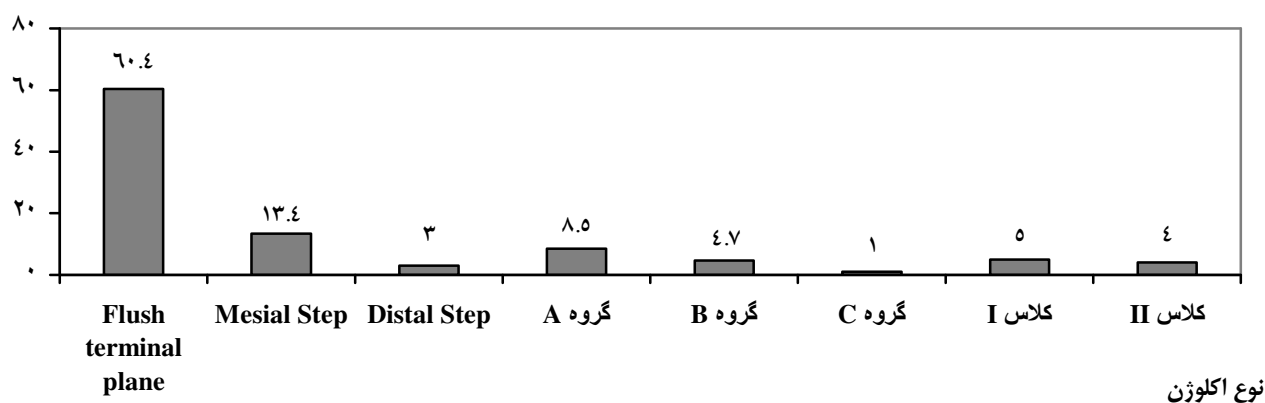 ٨٠
٦٠
٤٠
٢٠
٠
٦٠.٤
١٣.٤
٣
٨.٥
٤.٧
١
٥
٤
Flush
terminal
plane
Mesial Step
Distal Step
گروه A
گروه B
گروه C
کلاس I
کلاس II
نوع اکلوژن